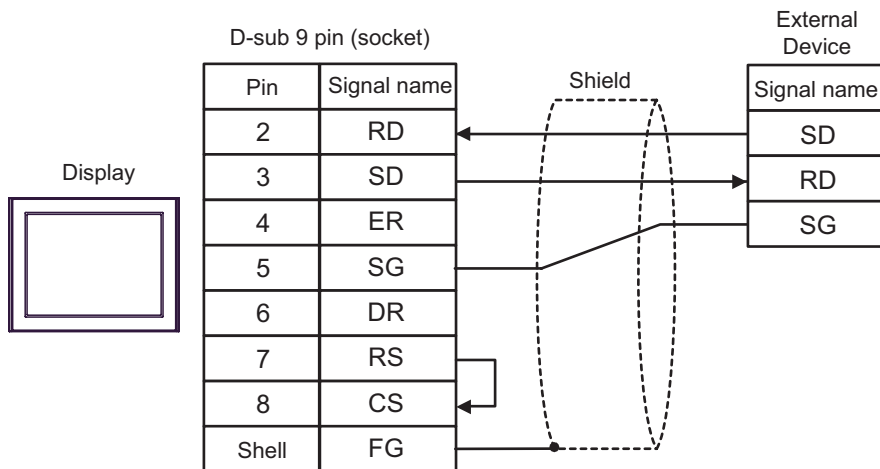 D-sub 9 pin (socket)
External
Device
Pin Signal name
Shield
Signal name
2 RD
SD
Display
3 SD
RD
4 ER
SG
5 SG
6 DR
7 RS
8 CS
Shell FG